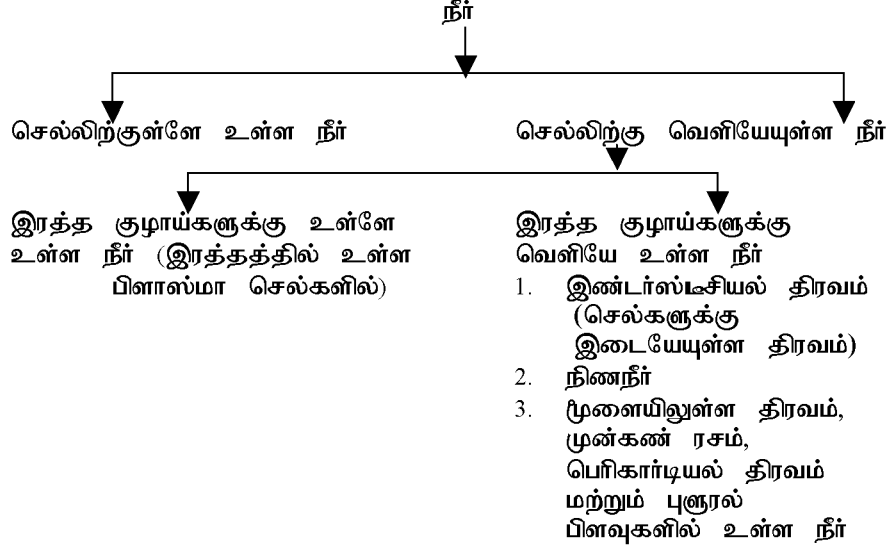 நீர்
செல்லிற்குள்ளே உள்ள நீர்
செல்லிற்கு வெளியேயுள்ள நீர்
இரத்த குழாய்களுக்கு உள்ளே
உள்ள நீர் (இரத்தத்தில் உள்ள
பிளாஸ்மா செல்களில்)
இரத்த குழாய்களுக்கு
வெளியே உள்ள நீர்
1. இண்டர்ஸ்டீசியல் திரவம்
(செல்களுக்கு
இடையேயுள்ள திரவம்)
2. நிணநீர்
3. மூளையிலுள்ள திரவம்,
முன்கண் ரசம்,
பெரிகார்டியல் திரவம்
மற்றும் புளுரல்
பிளவுகளில் உள்ள நீர்